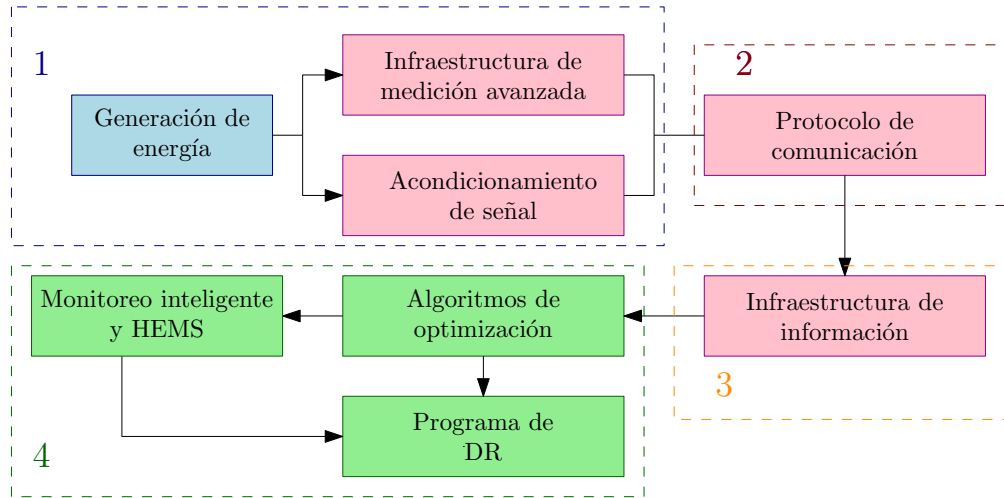 1
Generación de
energía
Infraestructura de
medición avanzada
Acondicionamiento
de señal
2
Protocolo de
comunicación
Infraestructura de
información
3
Algoritmos de
optimización
Monitoreo inteligente
y HEMS
Programa de
DR
4